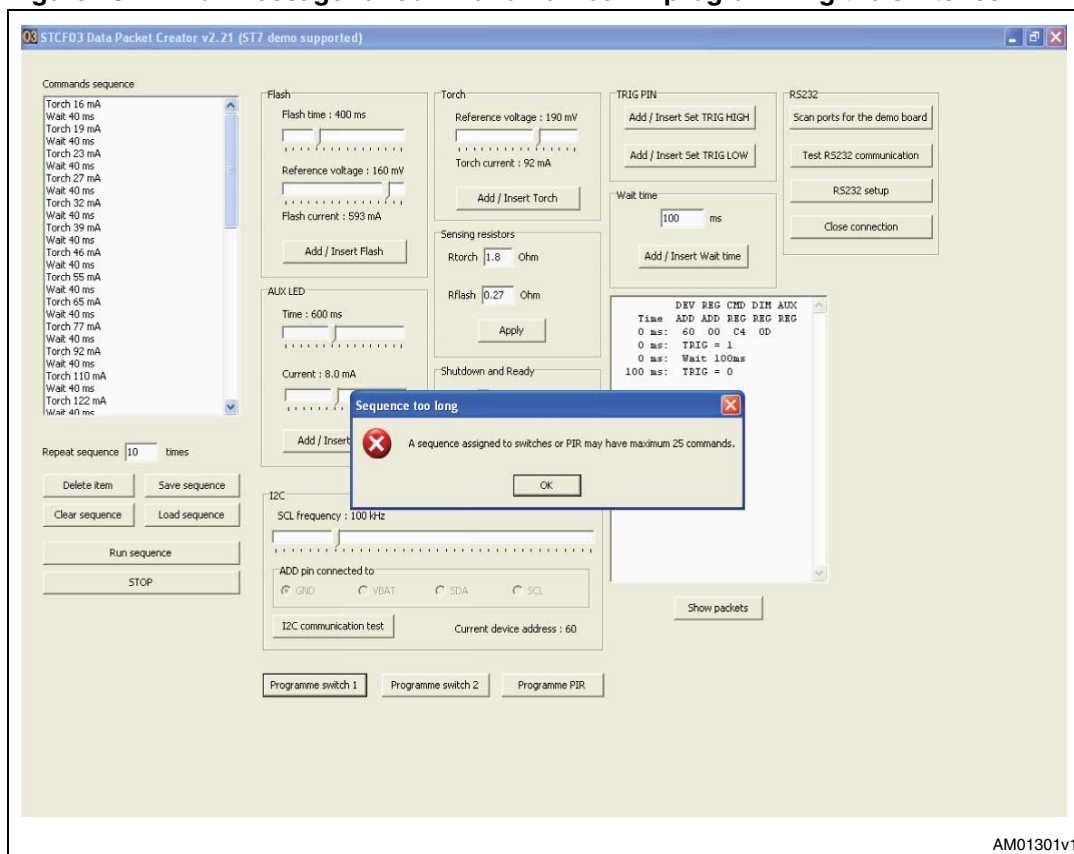 03 STCF03 Data Packet Creator v2.21 (ST7 demo supported)
Commands sequence
Torch 16 mA
Wait 40 ms
Torch 19 mA
Wait 40 ms
Torch 23 mA
Wait 40 ms
Torch 27 mA
Wait 40 ms
Torch 32 mA
Wait 40 ms
Torch 39 mA
Wait 40 ms
Torch 46 mA
Wait 40 ms
Torch 55 mA
Wait 40 ms
Torch 65 mA
Wait 40 ms
Torch 77 mA
Wait 40 ms
Torch 92 mA
Wait 40 ms
Torch 110 mA
Wait 40 ms
Torch 122 mA
Wait 40 ms
Repeat sequence 10 times
Delete item Save sequence
Clear sequence Load sequence
Run sequence
STOP
Flash
Flash time : 400 ms
Reference voltage : 160 mV
Flash current : 593 mA
Add / Insert Flash
AUX LED
Time : 600 ms
Current : 8.0 mA
Add / Insert
Torch
Reference voltage : 190 mV
Torch current : 92 mA
Add / Insert Torch
Sensing resistors
Rtorch 1.8 Ohm
Rflash 0.27 Ohm
Apply
Shutdown and Ready
TRIG PIN
Add / Insert Set TRIG HIGH
Add / Insert Set TRIG LOW
Wait time
100 ms
Add / Insert Wait time
RS232
Scan ports for the demo board
Test RS232 communication
RS232 setup
Close connection
DEV REG CMD DIM AUX
Time ADD ADD REG REG REG
0 ms: 60 00 C4 0D
0 ms: TRIG = 1
0 ms: Wait 100ms
100 ms: TRIG = 0
Show packets
Sequence too long
A sequence assigned to switches or PIR may have maximum 25 commands.
OK
I2C
SCL frequency : 100 kHz
ADD pin connected to
GND VBAT SDA SCL
I2C communication test Current device address : 60
Programme switch 1 Programme switch 2 Programme PIR
AM01301v1